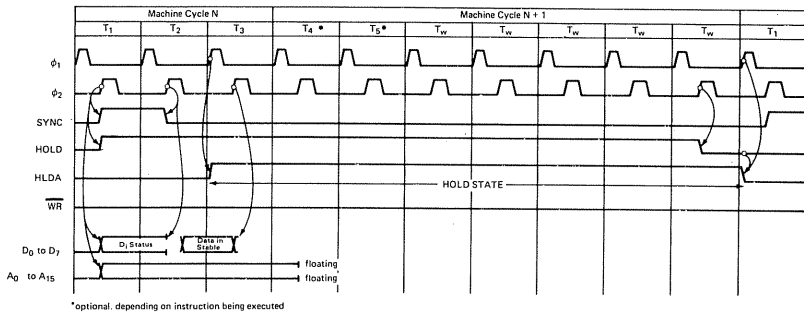 Machine Cycle N
Machine Cycle N + 1
T1 T2 T3 T4 * T5 * Tw Tw Tw Tw Tw T1
ϕ1
ϕ2
SYNC
HOLD
HLDA
HOLD STATE
WR
D0 to D7
Di Status
Data in
Stable
floating
A0 to A15
floating
*optional, depending on instruction being executed